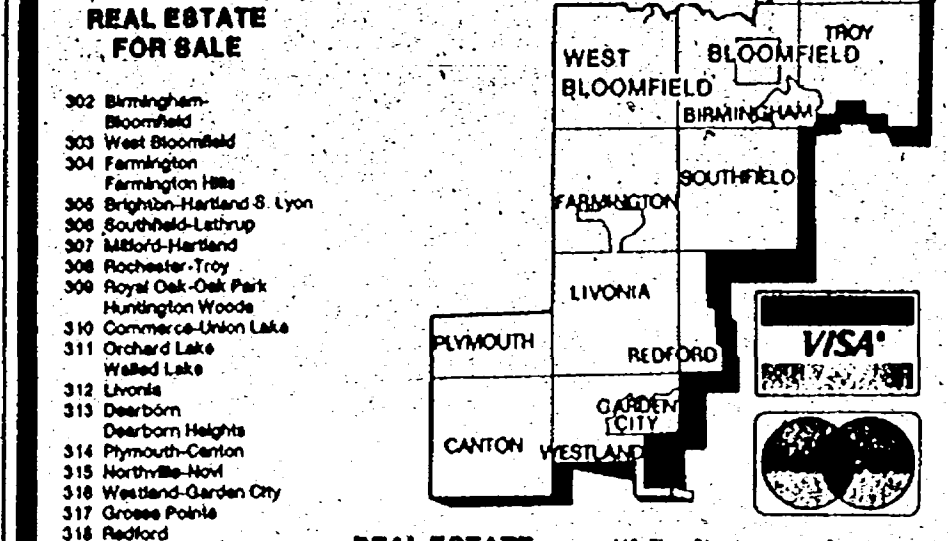 REAL ESTATE
FOR SALE
302 Birmingham-
Bloomfield
303 West Bloomfield
304 Farmington
Farmington Hills
305 Brighton-Hartland S. Lyon
306 Southfield-Lathrup
307 Milford-Hartland
308 Rochester-Troy
309 Royal Oak-Oak Park
Huntington Woods
310 Commerce-Union Lake
311 Orchard Lake
Walled Lake
312 Livonia
313 Dearborn
Dearborn Heights
314 Plymouth-Canton
315 Northville-Novi
316 Westland-Garden City
317 Grosse Pointe
318 Redford
WEST
BLOOMFIELD
BLOOMFIELD
TROY
BIRMINGHAM
FARMINGTON
SOUTHFIELD
LIVONIA
PLYMOUTH
REDFORD
GARDEN
CITY
CANTON
WESTLAND
VISA
REAL ESTATE